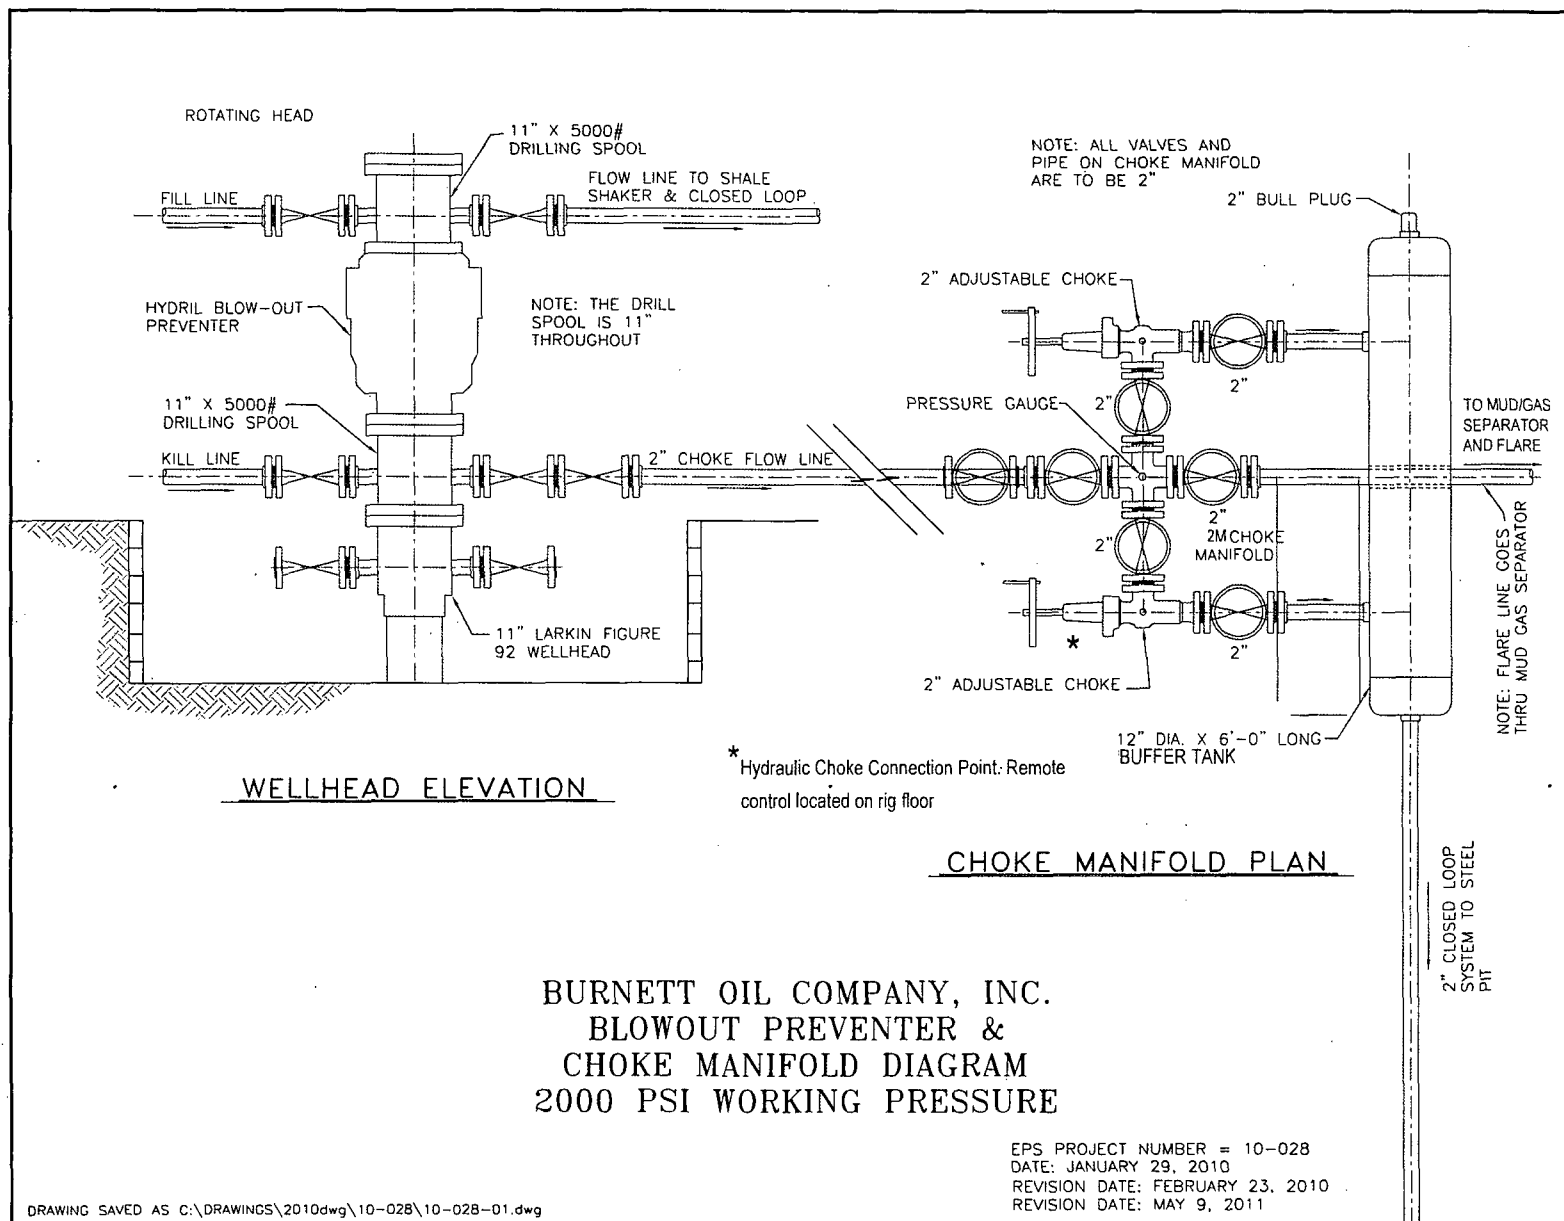 ROTATING HEAD
11" X 5000#
DRILLING SPOOL
FILL LINE
FLOW LINE TO SHALE
SHAKER & CLOSED LOOP
HYDRIL BLOW-OUT
PREVENTER
NOTE: THE DRILL
SPOOL IS 11"
THROUGHOUT
11" X 5000#
DRILLING SPOOL
KILL LINE
2" CHOKE FLOW LINE
11" LARKIN FIGURE
92 WELLHEAD
WELLHEAD ELEVATION
NOTE: ALL VALVES AND
PIPE ON CHOKE MANIFOLD
ARE TO BE 2"
2" BULL PLUG
2" ADJUSTABLE CHOKE
2"
2"
PRESSURE GAUGE
TO MUD/GAS
SEPARATOR
AND FLARE
2"
2M CHOKE
MANIFOLD
2"
2"
*
2" ADJUSTABLE CHOKE
12" DIA. X 6'-0" LONG
BUFFER TANK
NOTE: FLARE LINE GOES
THRU MUD GAS SEPARATOR
* Hydraulic Choke Connection Point: Remote
control located on rig floor
CHOKE MANIFOLD PLAN
2" CLOSED LOOP
SYSTEM TO STEEL
PIT
BURNETT OIL COMPANY, INC.
BLOWOUT PREVENTER &
CHOKE MANIFOLD DIAGRAM
2000 PSI WORKING PRESSURE
EPS PROJECT NUMBER = 10-028
DATE: JANUARY 29, 2010
REVISION DATE: FEBRUARY 23, 2010
REVISION DATE: MAY 9, 2011
DRAWING SAVED AS C:\DRAWINGS\2010dwg\10-028\10-028-01.dwg